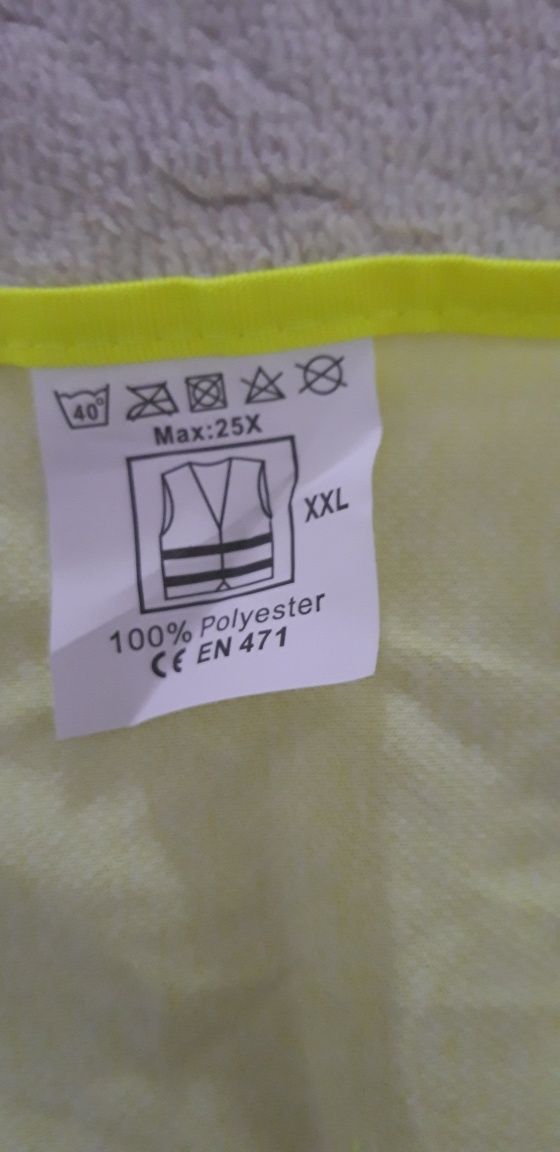 40°
Max:25X
XXL
100% Polyester
CE EN 471